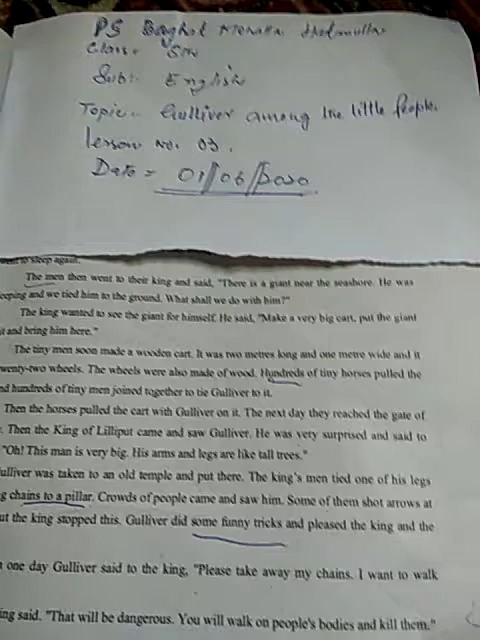 PS Baghat
Class: 5th
Sub: English
Topic. Gulliver among the little People.
Lesson No. 03.
Date = 01/06/2020
went to sleep again.
The men then went to their king and said, "There is a giant near the seashore. He was
eeping and we tied him to the ground. What shall we do with him?"
The king wanted to see the giant for himself. He said, "Make a very big cart, put the giant
it and bring him here."
The tiny men soon made a wooden cart. It was two metres long and one metre wide and it
wenty-two wheels. The wheels were also made of wood. Hundreds of tiny horses pulled the
nd hundreds of tiny men joined together to tie Gulliver to it.
Then the horses pulled the cart with Gulliver on it. The next day they reached the gate of
. Then the King of Lilliput came and saw Gulliver. He was very surprised and said to
"Oh! This man is very big. His arms and legs are like tall trees."
ulliver was taken to an old temple and put there. The king's men tied one of his legs
g chains to a pillar. Crowds of people came and saw him. Some of them shot arrows at
ut the king stopped this. Gulliver did some funny tricks and pleased the king and the
n one day Gulliver said to the king, "Please take away my chains. I want to walk
ing said. "That will be dangerous. You will walk on people's bodies and kill them."